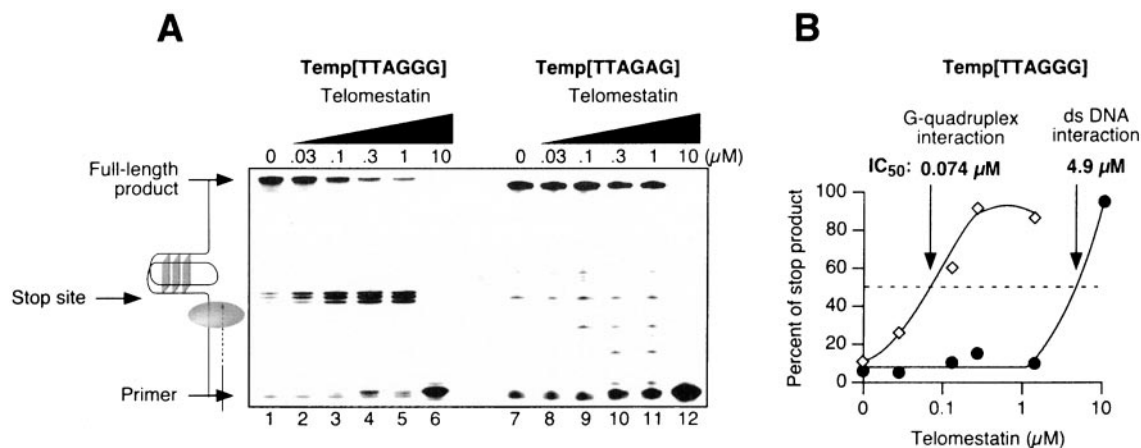 A
Temp[TTAGGG]
Telomestatin
0 .03 .1 .3 1 10 (μM)
Temp[TTAGAG]
Telomestatin
0 .03 .1 .3 1 10 (μM)
Full-length
product
Stop site
Primer
1 2 3 4 5 6 7 8 9 10 11 12
B
Temp[TTAGGG]
G-quadruplex
interaction
ds DNA
interaction
IC50: 0.074 μM
4.9 μM
Percent of stop product
100
80
60
40
20
0
0 0.1 1 10
Telomestatin (μM)